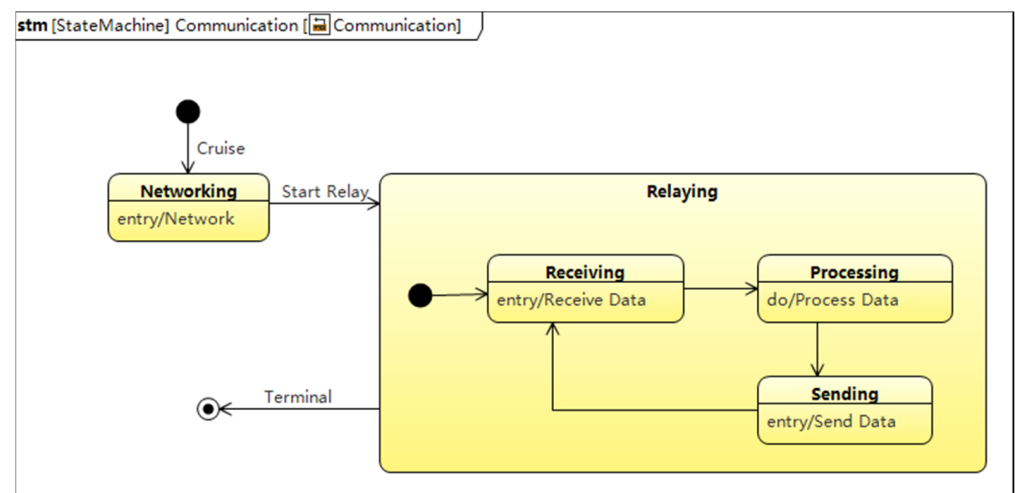 stm [StateMachine] Communication [Communication]
Cruise
Networking
entry/Network
Start Relay
Relaying
Receiving
entry/Receive Data
Processing
do/Process Data
Terminal
Sending
entry/Send Data